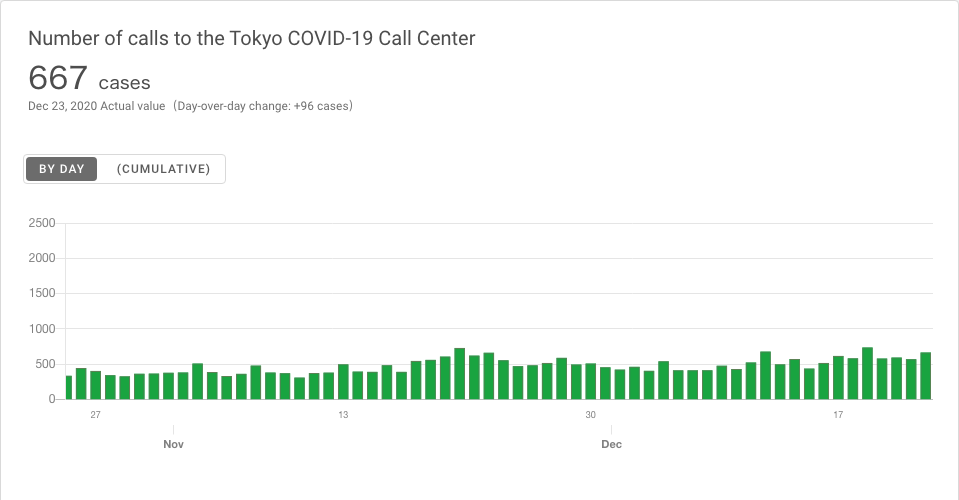 Number of calls to the Tokyo COVID-19 Call Center
667 cases
Dec 23, 2020 Actual value（Day-over-day change: +96 cases）
BY DAY (CUMULATIVE)
2500
2000
1500
1000
500
0
27 13 30 17
Nov Dec